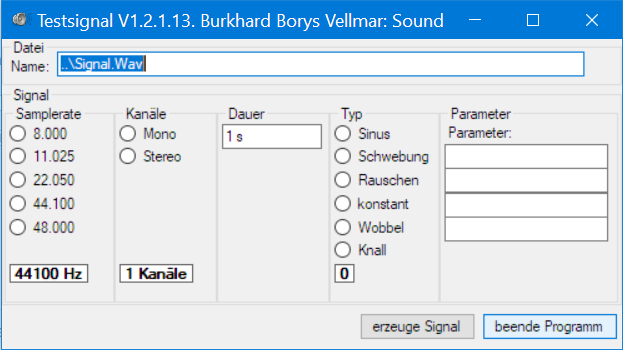 Testsignal V1.2.1.13. Burkhard Borys Vellmar: Sound
Datei
Name: ..\Signal.Wav
Signal
Samplerate
8.000
11.025
22.050
44.100
48.000
44100 Hz
Kanäle
Mono
Stereo
1 Kanäle
Dauer
1 s
Typ
Sinus
Schwebung
Rauschen
konstant
Wobbel
Knall
0
Parameter
Parameter:
erzeuge Signal
beende Programm